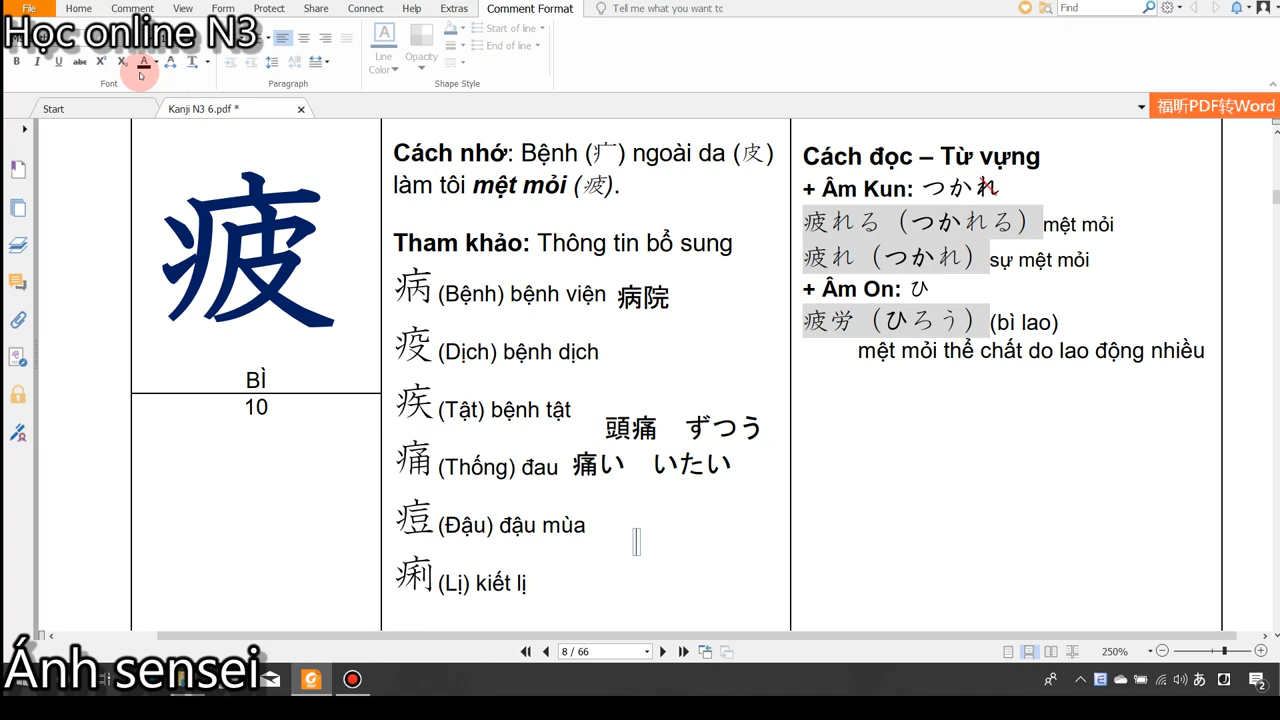 File Home Comment View Form Protect Share Connect Help Extras Comment Format Tell me what you want to Find
Học online N3
Line Color
Opacity
Start of line
End of line
Font Paragraph Shape Style
Start Kanji N3 6.pdf *
福昕PDF转Word
疲
BÌ
10
Cách nhớ: Bệnh (疒) ngoài da (皮)
làm tôi mệt mỏi (疲).
Tham khảo: Thông tin bổ sung
病 (Bệnh) bệnh viện 病院
疫 (Dịch) bệnh dịch
疾 (Tật) bệnh tật
頭痛 ずつう
痛 (Thống) đau 痛い いたい
痘 (Đậu) đậu mùa
痢 (Lị) kiết lị
Cách đọc – Từ vựng
+ Âm Kun: つかれ
疲れる（つかれる）mệt mỏi
疲れ（つかれ）sự mệt mỏi
+ Âm On: ひ
疲労（ひろう）(bì lao)
mệt mỏi thể chất do lao động nhiều
8 / 66
250%
Ánh sensei
あ
2